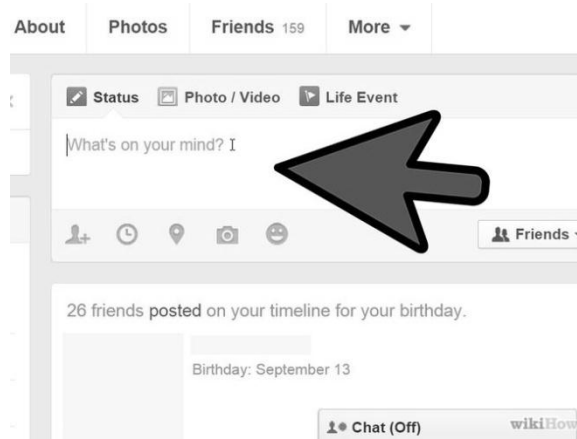 About Photos Friends 159 More
Status Photo / Video Life Event
What's on your mind?
Friends
26 friends posted on your timeline for your birthday.
Birthday: September 13
Chat (Off)
wikiHow